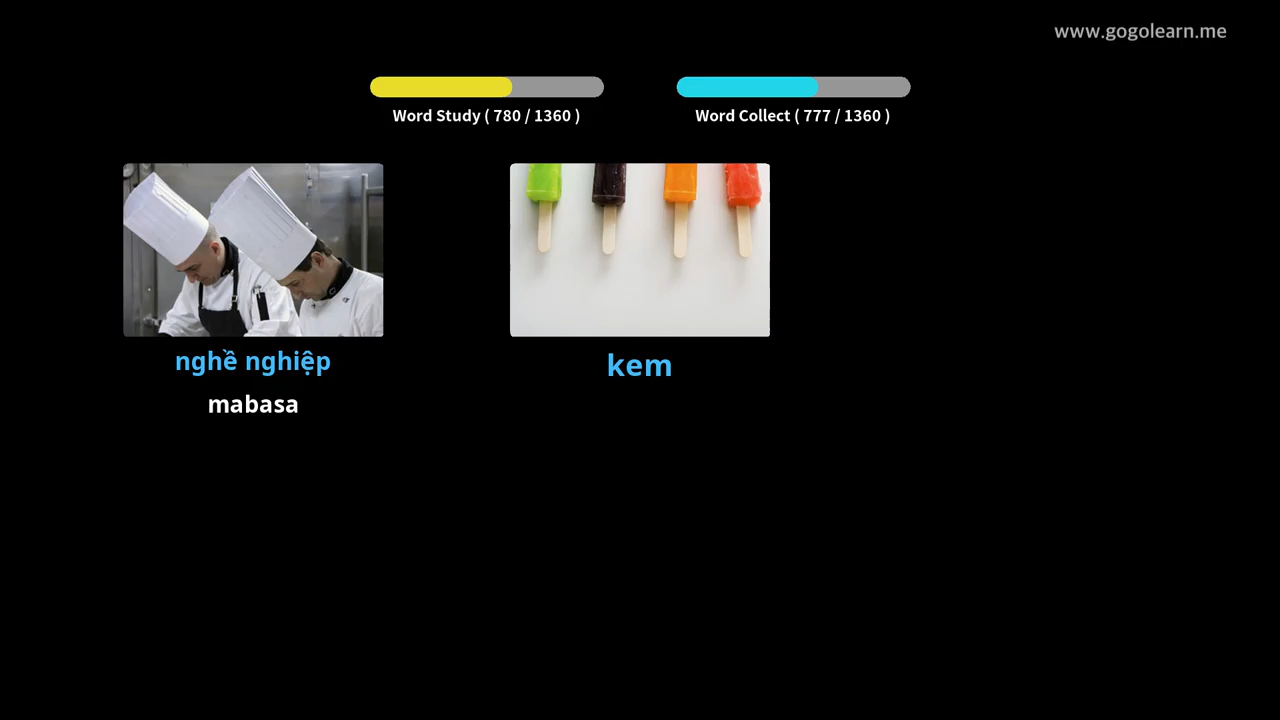 www.gogolearn.me
Word Study ( 780 / 1360 )
Word Collect ( 777 / 1360 )
nghề nghiệp
mabasa
kem